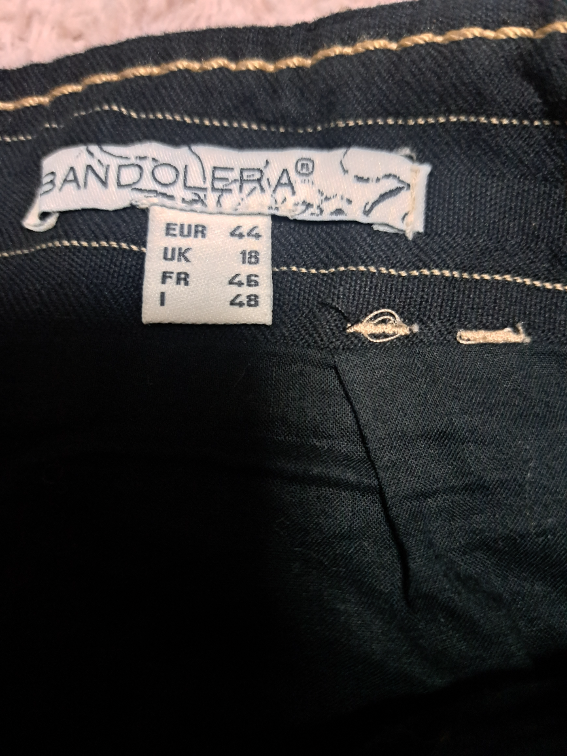 BANDOLERA®
EUR 44
UK 18
FR 46
I 48